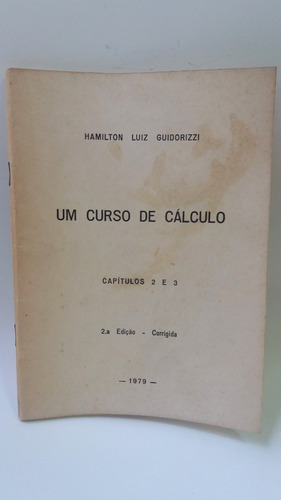 HAMILTON LUIZ GUIDORIZZI
UM CURSO DE CÁLCULO
CAPÍTULOS 2 E 3
2.a Edição - Corrigida
— 1979 —